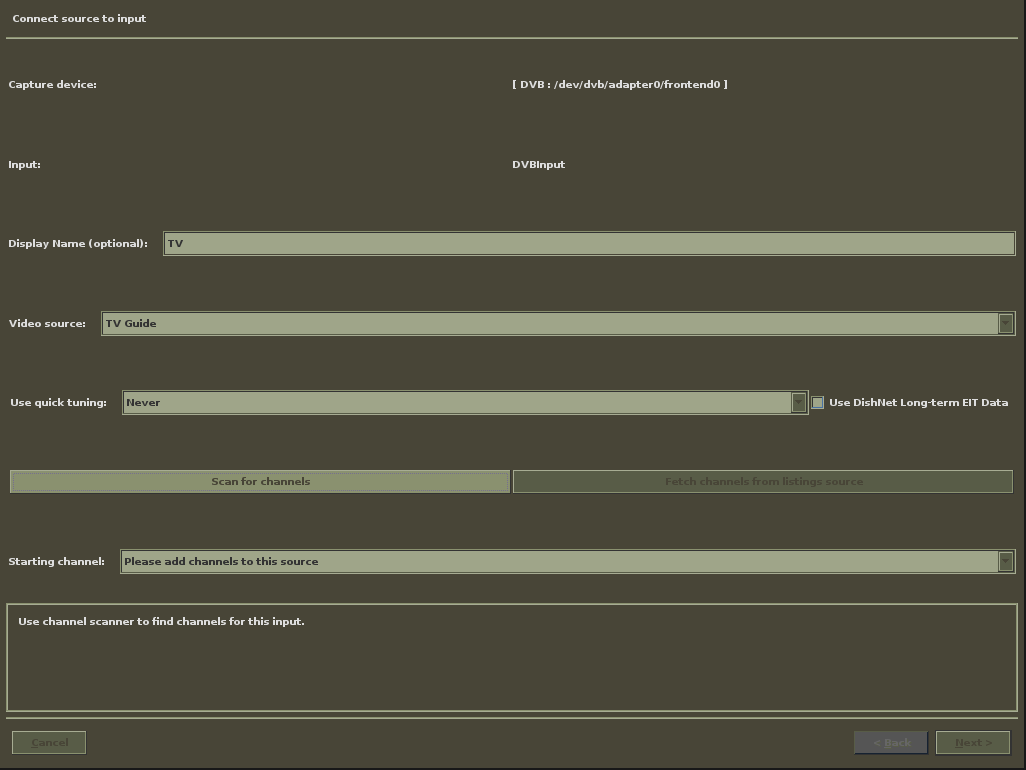 Connect source to input
Capture device: [ DVB : /dev/dvb/adapter0/frontend0 ]
Input: DVBInput
Display Name (optional): TV
Video source: TV Guide
Use quick tuning: Never Use DishNet Long-term EIT Data
Scan for channels Fetch channels from listings source
Starting channel: Please add channels to this source
Use channel scanner to find channels for this input.
Cancel < Back Next >